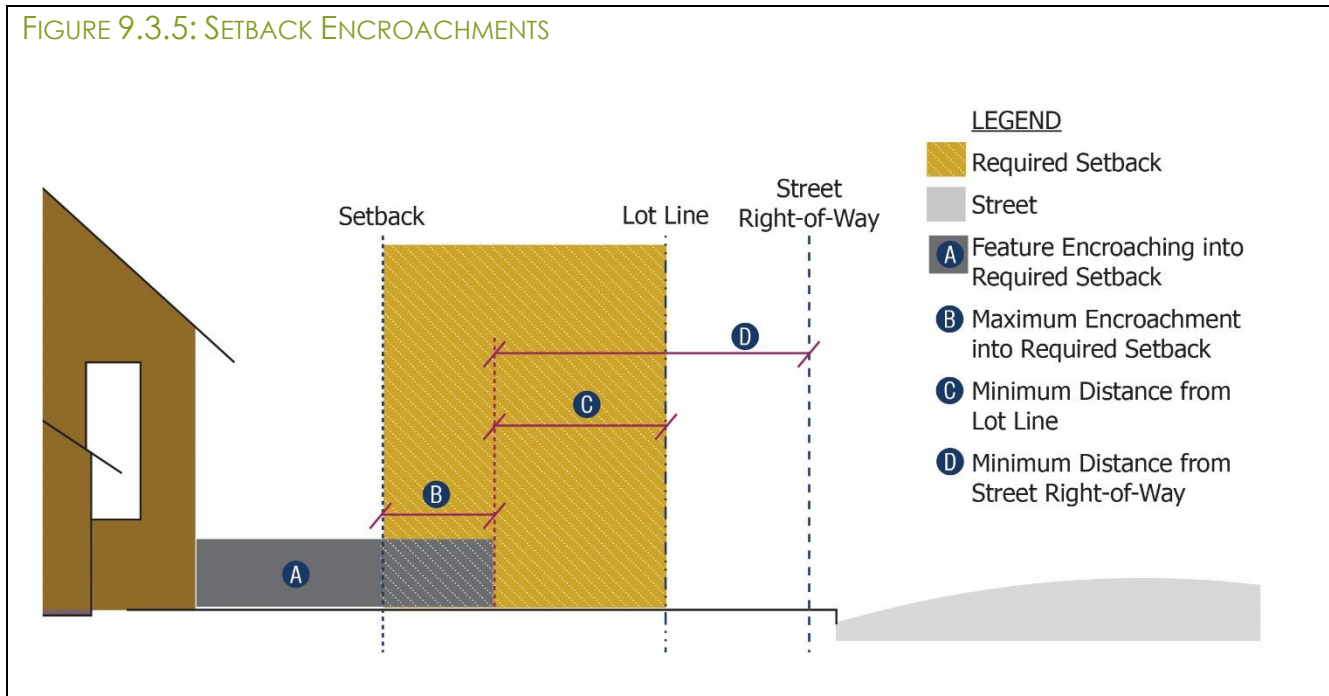 FIGURE 9.3.5: SETBACK ENCROACHMENTS
LEGEND
Required Setback
Street
A Feature Encroaching into
Required Setback
B Maximum Encroachment
into Required Setback
C Minimum Distance from
Lot Line
D Minimum Distance from
Street Right-of-Way
Setback
Lot Line
Street
Right-of-Way
D
C
B
A